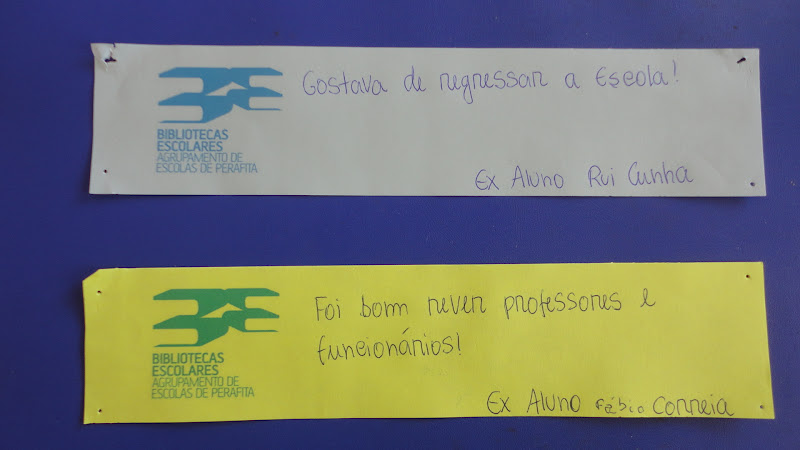 Gostava de regressar a Escola!
BIBLIOTECAS
ESCOLARES
AGRUPAMENTO DE
ESCOLAS DE PERAFITA
Ex Aluno Rui Cunha
Foi bom rever professores e
funcionários!
BIBLIOTECAS
ESCOLARES
AGRUPAMENTO DE
ESCOLAS DE PERAFITA
Ex Aluno Fábio Correia